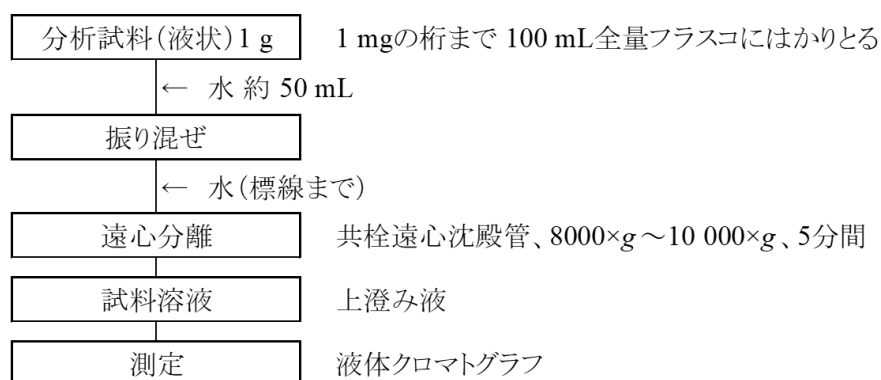 分析試料(液状)1 g 1 mgの桁まで 100 mL全量フラスコにはかりとる
← 水 約 50 mL
振り混ぜ
← 水(標線まで)
遠心分離 共栓遠心沈殿管、8000×g~10 000×g、5分間
試料溶液 上澄み液
測定 液体クロマトグラフ